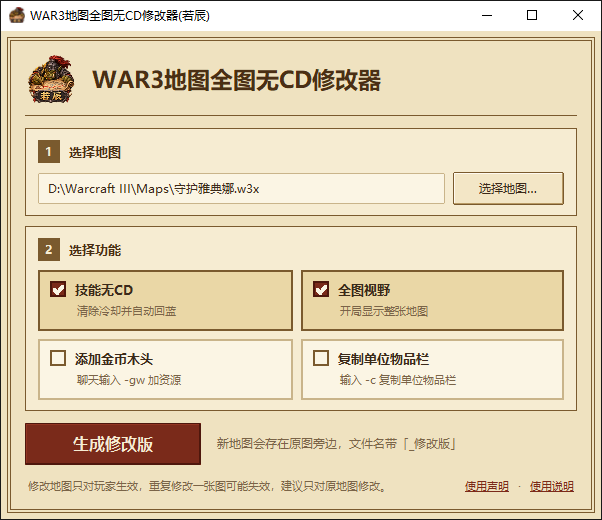 WAR3地图全图无CD修改器(若辰)
若辰
WAR3地图全图无CD修改器
1 选择地图
D:\Warcraft III\Maps\守护雅典娜.w3x 选择地图...
2 选择功能
技能无CD
清除冷却并自动回蓝
全图视野
开局显示整张地图
添加金币木头
聊天输入 -gw 加资源
复制单位物品栏
输入 -c 复制单位物品栏
生成修改版 新地图会存在原图旁边，文件名带「_修改版」
修改地图只对玩家生效，重复修改一张图可能失效，建议只对原地图修改。 使用声明 · 使用说明